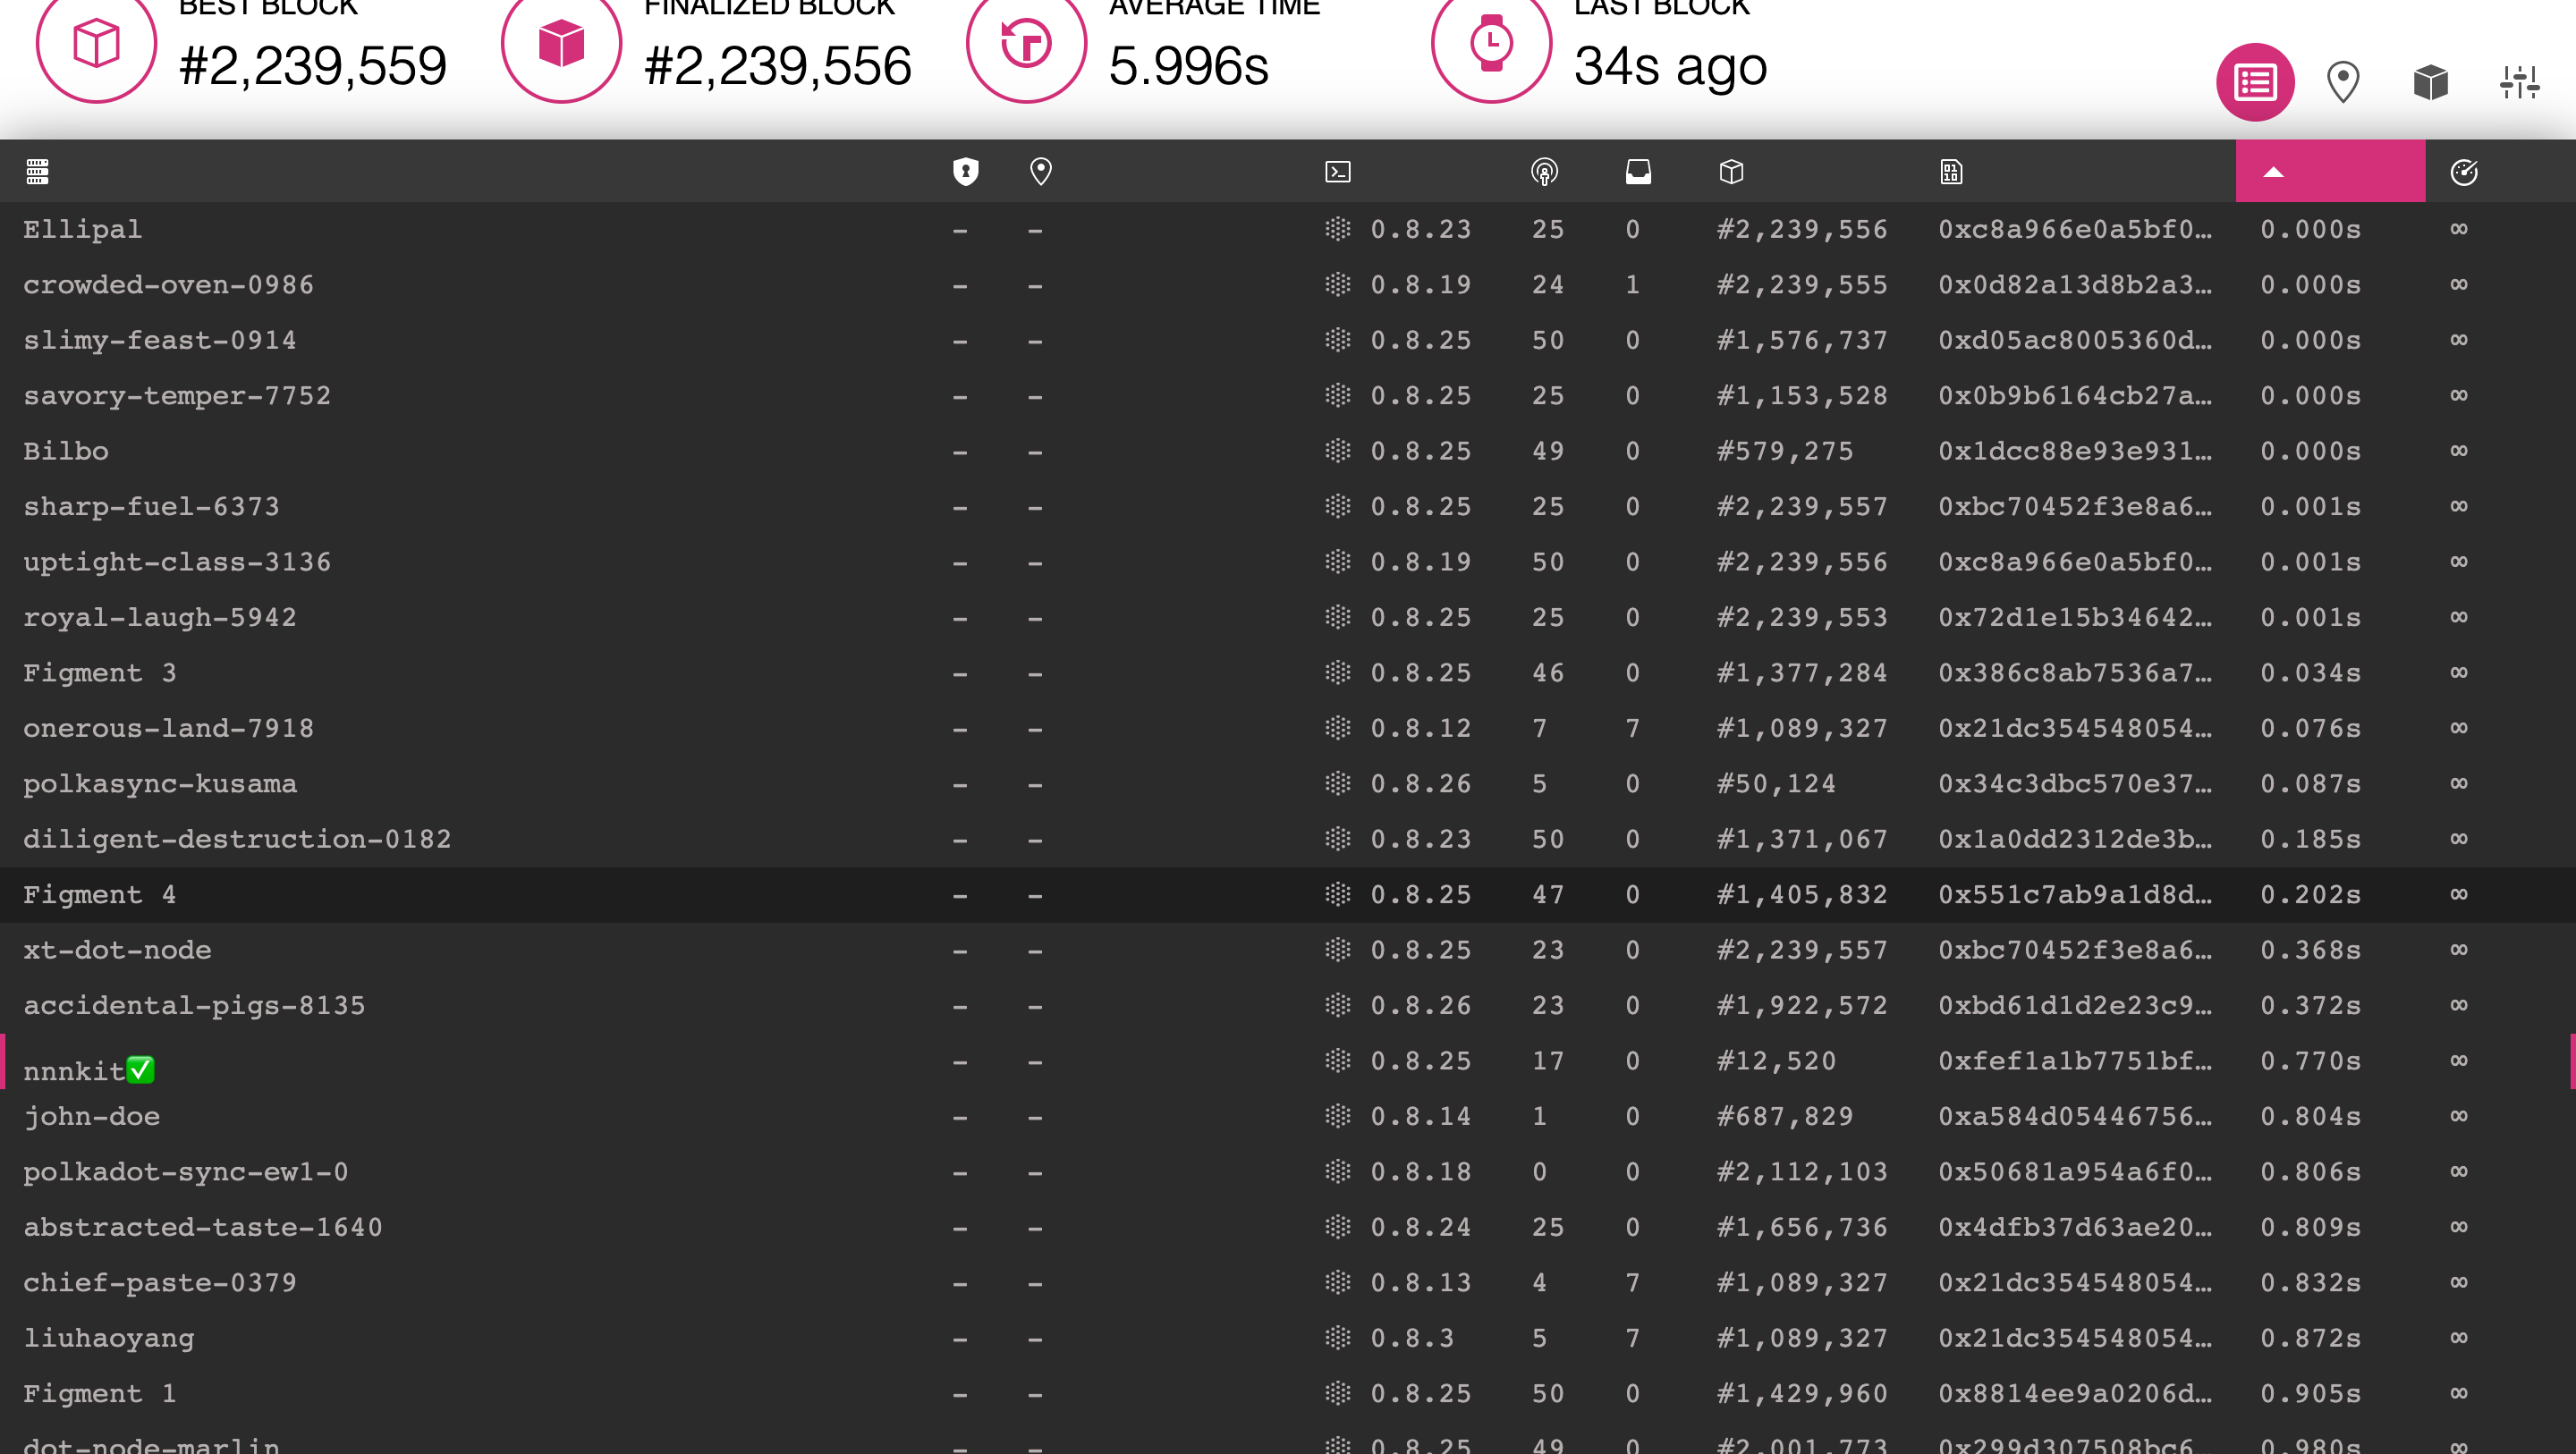 BEST BLOCK FINALIZED BLOCK AVERAGE TIME LAST BLOCK
#2,239,559 #2,239,556 5.996s 34s ago
Ellipal – – 0.8.23 25 0 #2,239,556 0xc8a966e0a5bf0… 0.000s ∞
crowded-oven-0986 – – 0.8.19 24 1 #2,239,555 0x0d82a13d8b2a3… 0.000s ∞
slimy-feast-0914 – – 0.8.25 50 0 #1,576,737 0xd05ac8005360d… 0.000s ∞
savory-temper-7752 – – 0.8.25 25 0 #1,153,528 0x0b9b6164cb27a… 0.000s ∞
Bilbo – – 0.8.25 49 0 #579,275 0x1dcc88e93e931… 0.000s ∞
sharp-fuel-6373 – – 0.8.25 25 0 #2,239,557 0xbc70452f3e8a6… 0.001s ∞
uptight-class-3136 – – 0.8.19 50 0 #2,239,556 0xc8a966e0a5bf0… 0.001s ∞
royal-laugh-5942 – – 0.8.25 25 0 #2,239,553 0x72d1e15b34642… 0.001s ∞
Figment 3 – – 0.8.25 46 0 #1,377,284 0x386c8ab7536a7… 0.034s ∞
onerous-land-7918 – – 0.8.12 7 7 #1,089,327 0x21dc354548054… 0.076s ∞
polkasync-kusama – – 0.8.26 5 0 #50,124 0x34c3dbc570e37… 0.087s ∞
diligent-destruction-0182 – – 0.8.23 50 0 #1,371,067 0x1a0dd2312de3b… 0.185s ∞
Figment 4 – – 0.8.25 47 0 #1,405,832 0x551c7ab9a1d8d… 0.202s ∞
xt-dot-node – – 0.8.25 23 0 #2,239,557 0xbc70452f3e8a6… 0.368s ∞
accidental-pigs-8135 – – 0.8.26 23 0 #1,922,572 0xbd61d1d2e23c9… 0.372s ∞
nnnkit✅ – – 0.8.25 17 0 #12,520 0xfef1a1b7751bf… 0.770s ∞
john-doe – – 0.8.14 1 0 #687,829 0xa584d05446756… 0.804s ∞
polkadot-sync-ew1-0 – – 0.8.18 0 0 #2,112,103 0x50681a954a6f0… 0.806s ∞
abstracted-taste-1640 – – 0.8.24 25 0 #1,656,736 0x4dfb37d63ae20… 0.809s ∞
chief-paste-0379 – – 0.8.13 4 7 #1,089,327 0x21dc354548054… 0.832s ∞
liuhaoyang – – 0.8.3 5 7 #1,089,327 0x21dc354548054… 0.872s ∞
Figment 1 – – 0.8.25 50 0 #1,429,960 0x8814ee9a0206d… 0.905s ∞
dot-node-marlin – – 0.8.25 49 0 #2,001,773 0x299d307508bc6… 0.980s ∞